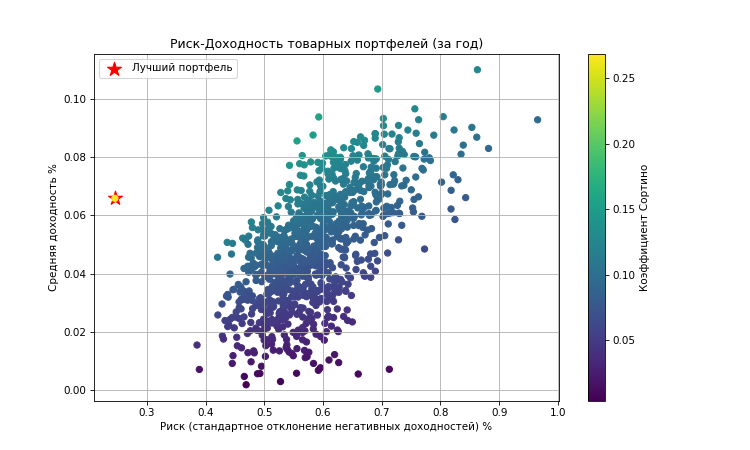 Риск-Доходность товарных портфелей (за год)
Лучший портфель
Средняя доходность %
0.10
0.08
0.06
0.04
0.02
0.00
0.3 0.4 0.5 0.6 0.7 0.8 0.9 1.0
Риск (стандартное отклонение негативных доходностей) %
0.25
0.20
0.15
0.10
0.05
Коэффициент Сортино